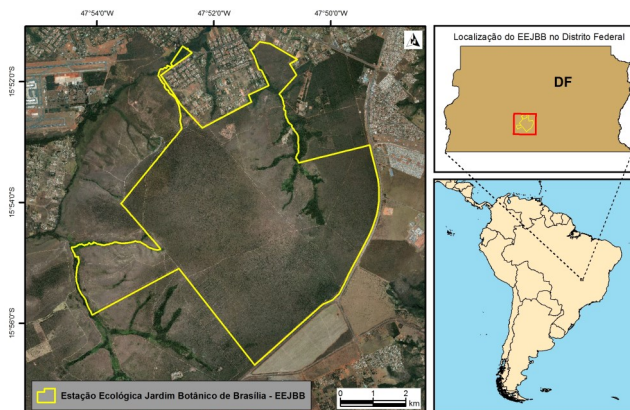 47°54'0"W
47°52'0"W
47°50'0"W
15°52'0"S
15°54'0"S
15°56'0"S
Estação Ecológica Jardim Botânico de Brasília - EEJBB
0 1 2
km
Localização do EEJBB no Distrito Federal
DF